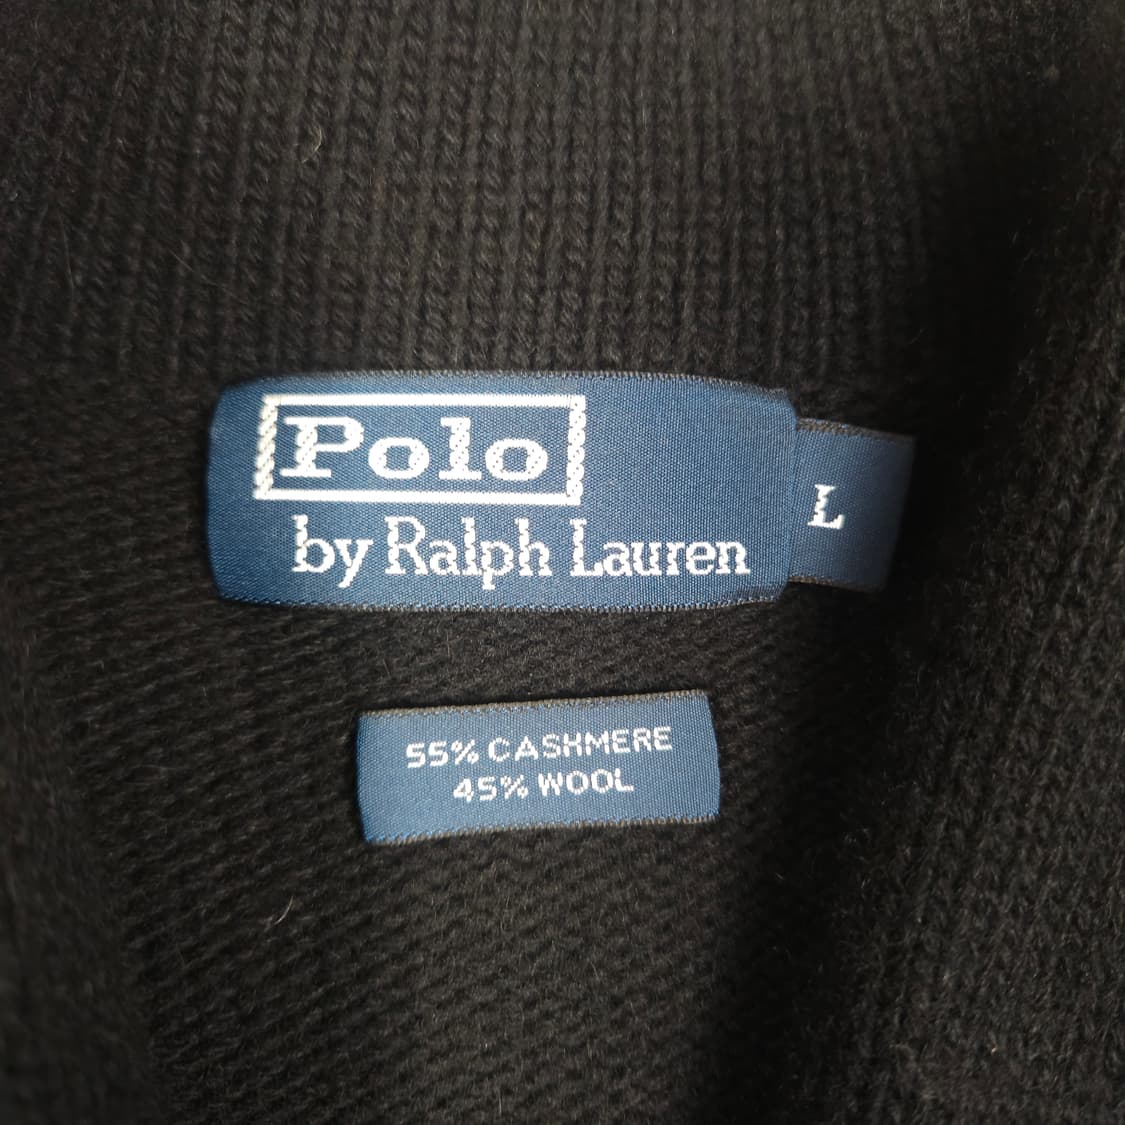 Polo
by Ralph Lauren
L
55% CASHMERE
45% WOOL